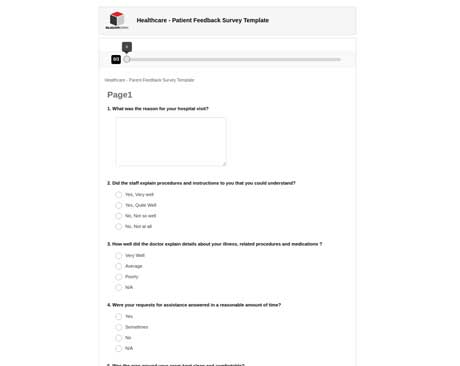 Healthcare - Patient Feedback Survey Template
0/3
Healthcare - Parent Feedback Survey Template
Page1
1. What was the reason for your hospital visit?
2. Did the staff explain procedures and instructions to you that you could understand?
Yes, Very well
Yes, Quite Well
No, Not so well
No, Not at all
3. How well did the doctor explain details about your illness, related procedures and medications ?
Very Well
Average
Poorly
N/A
4. Were your requests for assistance answered in a reasonable amount of time?
Yes
Sometimes
No
N/A